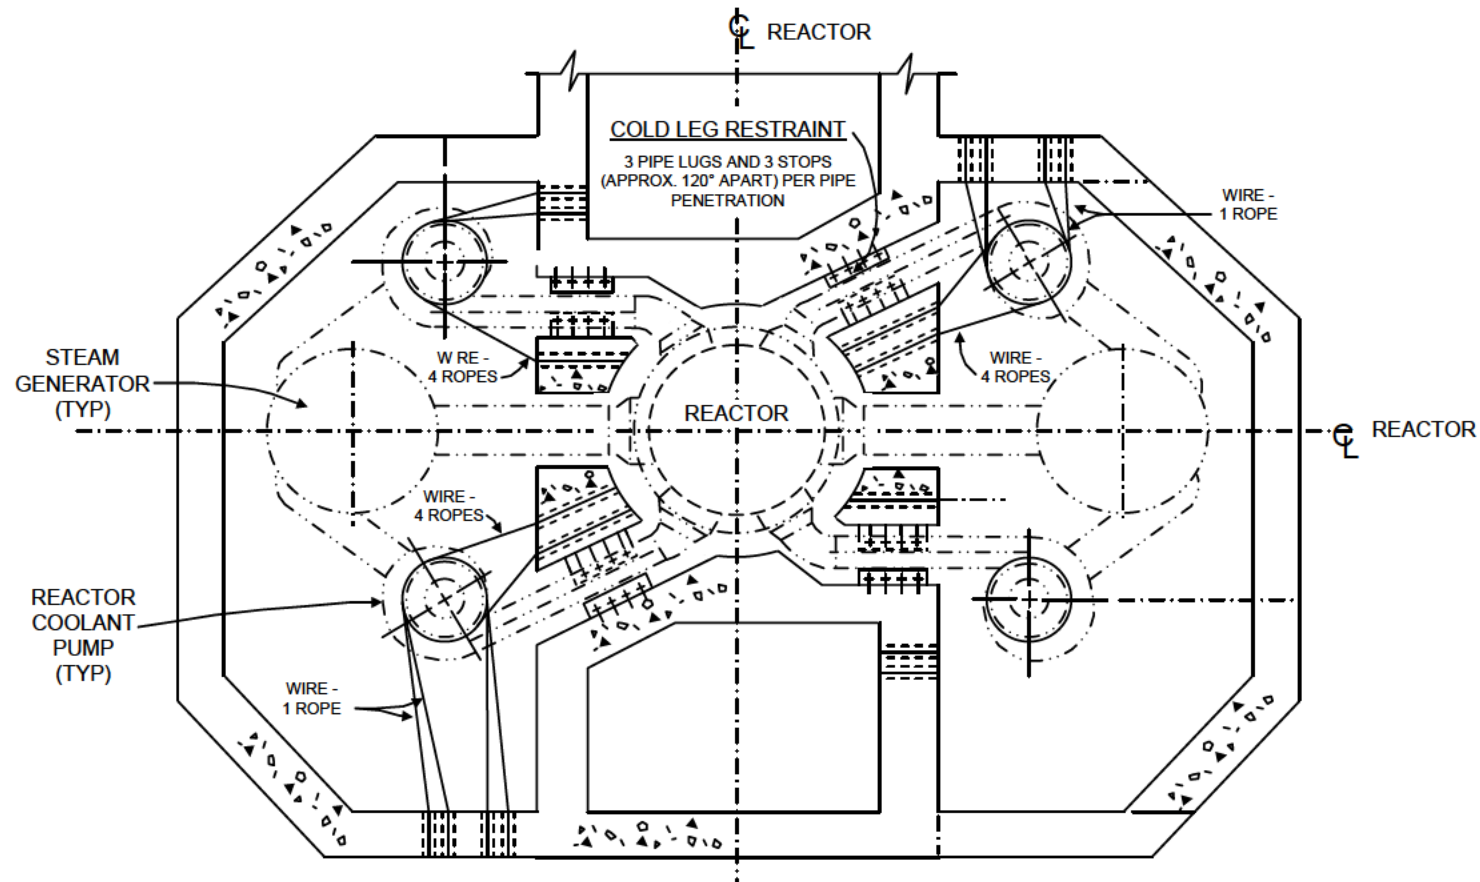 ℄ REACTOR
COLD LEG RESTRAINT
3 PIPE LUGS AND 3 STOPS
(APPROX. 120° APART) PER PIPE
PENETRATION
WIRE -
1 ROPE
STEAM
GENERATOR
(TYP)
W RE -
4 ROPES
WIRE -
4 ROPES
REACTOR
℄ REACTOR
WIRE -
4 ROPES
REACTOR
COOLANT
PUMP
(TYP)
WIRE -
1 ROPE